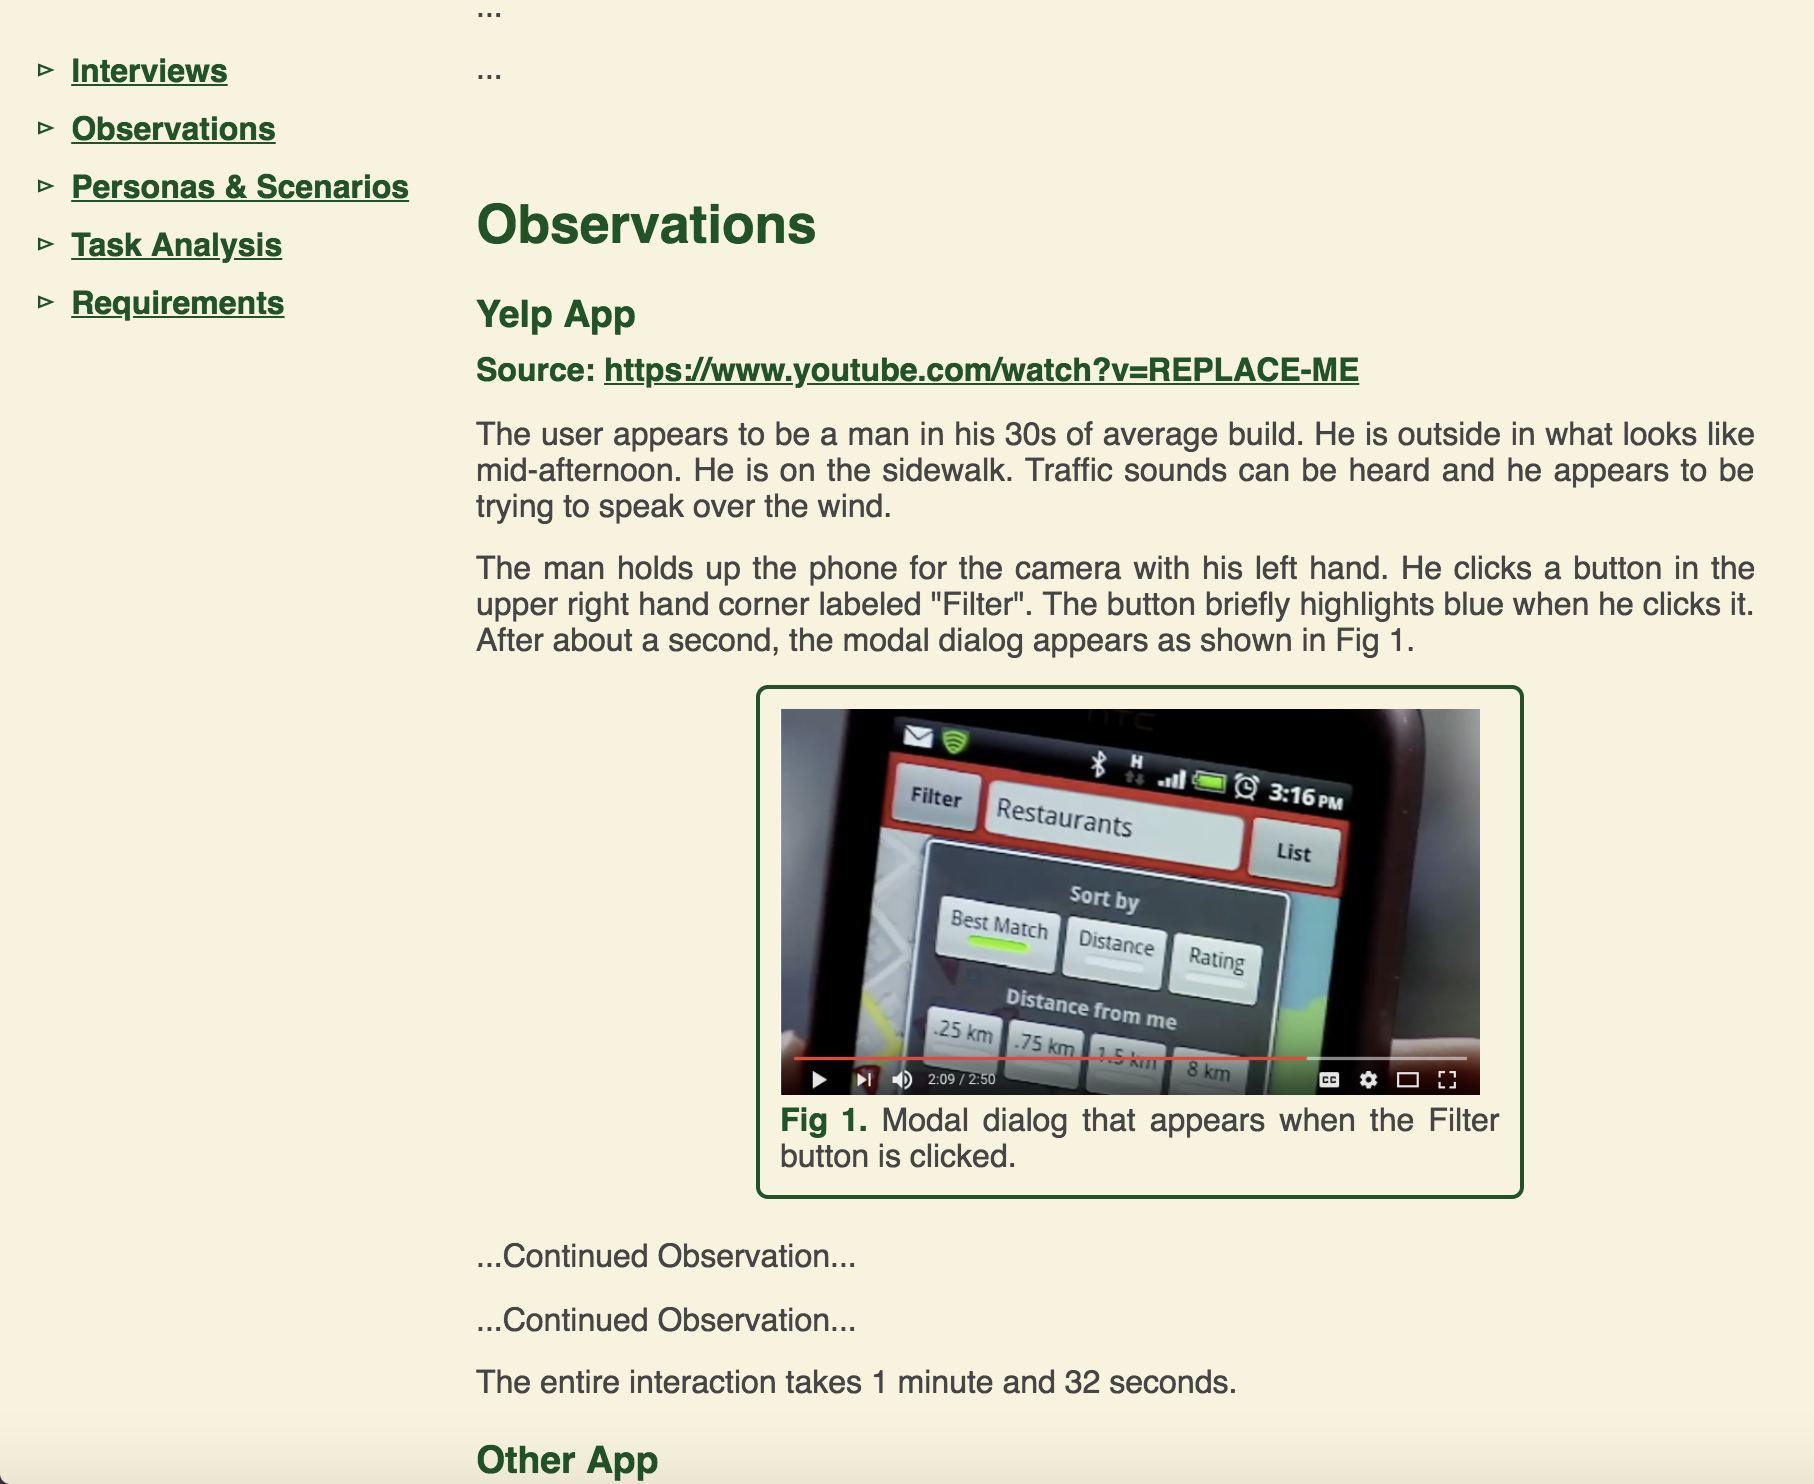 ...
...
Interviews
Observations
Personas & Scenarios
Task Analysis
Requirements
Observations
Yelp App
Source: https://www.youtube.com/watch?v=REPLACE-ME
The user appears to be a man in his 30s of average build. He is outside in what looks like
mid-afternoon. He is on the sidewalk. Traffic sounds can be heard and he appears to be
trying to speak over the wind.
The man holds up the phone for the camera with his left hand. He clicks a button in the
upper right hand corner labeled "Filter". The button briefly highlights blue when he clicks it.
After about a second, the modal dialog appears as shown in Fig 1.
hTC
H 3:16 PM
Filter Restaurants List
Sort by
Best Match Distance Rating
Distance from me
.25 km .75 km 1.5 km 8 km
2:09 / 2:50 CC
Fig 1. Modal dialog that appears when the Filter
button is clicked.
...Continued Observation...
...Continued Observation...
The entire interaction takes 1 minute and 32 seconds.
Other App